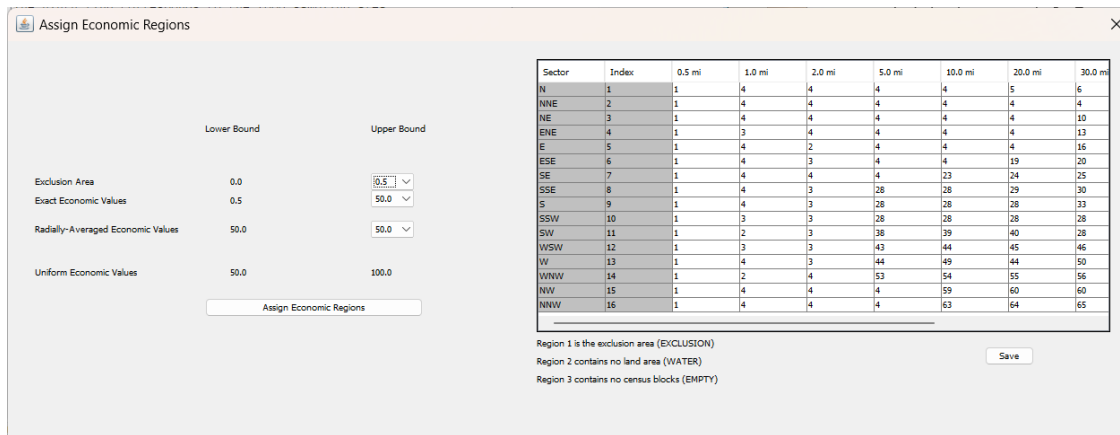 Assign Economic Regions
Lower Bound Upper Bound
Exclusion Area 0.0 0.5
Exact Economic Values 0.5 50.0
Radially-Averaged Economic Values 50.0 50.0
Uniform Economic Values 50.0 100.0
Assign Economic Regions
Sector Index 0.5 mi 1.0 mi 2.0 mi 5.0 mi 10.0 mi 20.0 mi 30.0 mi
N 1 1 4 4 4 4 5 6
NNE 2 1 4 4 4 4 4 4
NE 3 1 4 4 4 4 4 10
ENE 4 1 3 4 4 4 4 13
E 5 1 4 2 4 4 4 16
ESE 6 1 4 3 4 4 19 20
SE 7 1 4 4 4 23 24 25
SSE 8 1 4 3 28 28 29 30
S 9 1 4 3 28 28 28 33
SSW 10 1 3 3 28 28 28 28
SW 11 1 2 3 38 39 40 28
WSW 12 1 3 3 43 44 45 46
W 13 1 4 3 44 49 44 50
WNW 14 1 2 4 53 54 55 56
NW 15 1 4 4 4 59 60 60
NNW 16 1 4 4 4 63 64 65
Region 1 is the exclusion area (EXCLUSION)
Region 2 contains no land area (WATER)
Save
Region 3 contains no census blocks (EMPTY)